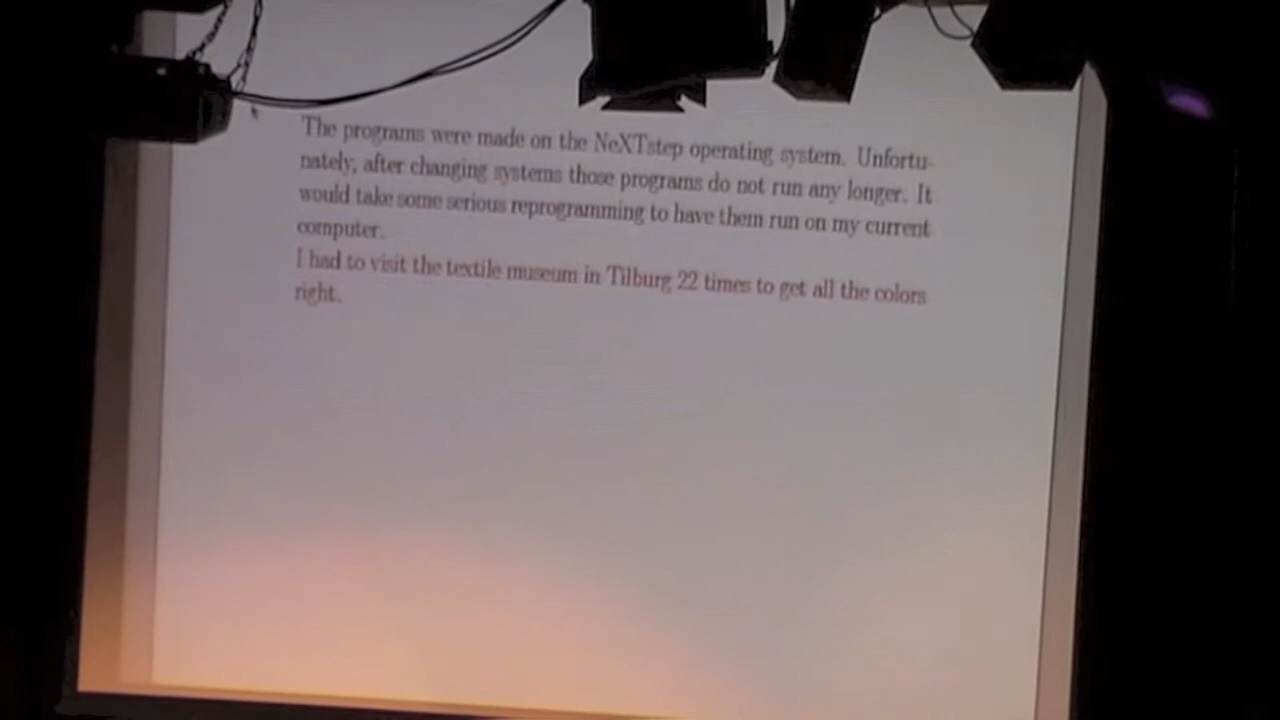 The programs were made on the NeXTstep operating system. Unfortu-
nately, after changing systems those programs do not run any longer. It
would take some serious reprogramming to have them run on my current
computer.
I had to visit the textile museum in Tilburg 22 times to get all the colors
right.